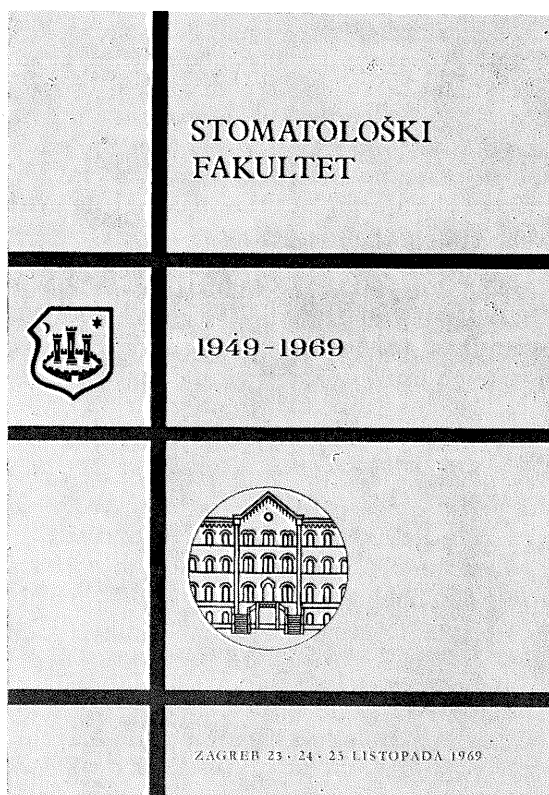 STOMATOLOŠKI
FAKULTET
1949-1969
ZAGREB 23 · 24 · 25 LISTOPADA 1969